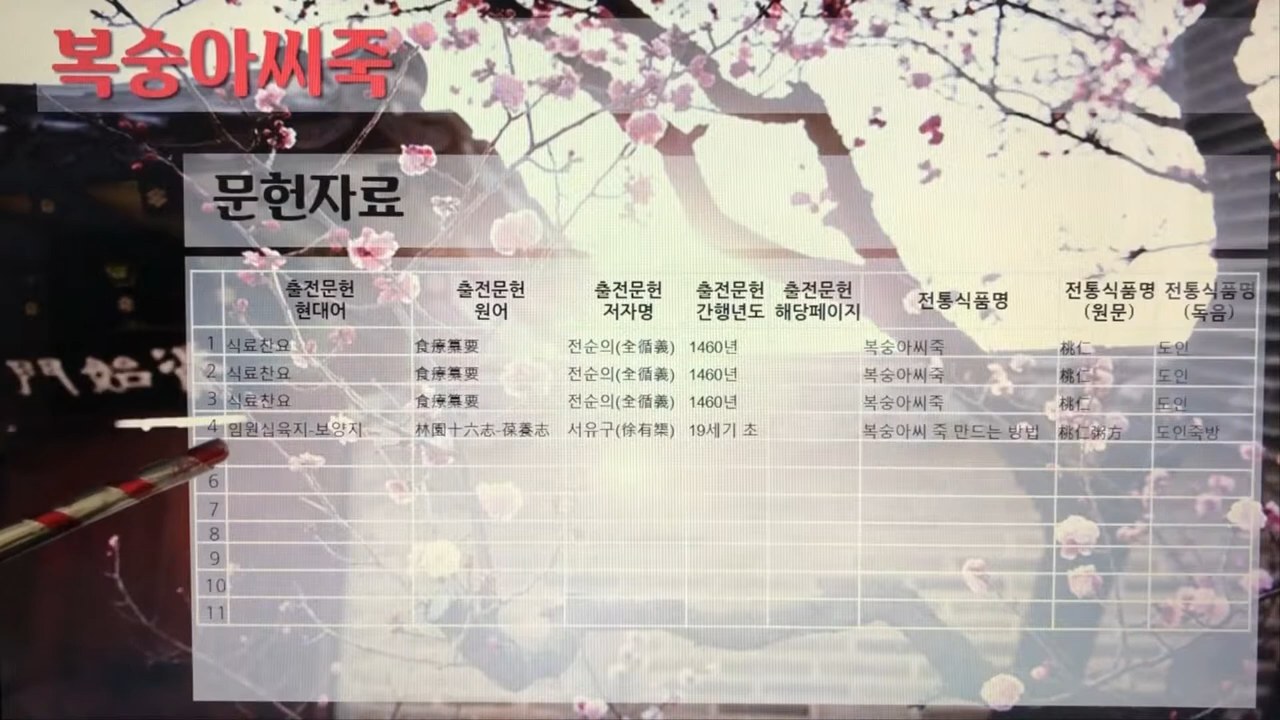 복숭아씨죽
문헌자료
출전문헌 현대어 출전문헌 원어 출전문헌 저자명 출전문헌 간행년도 출전문헌 해당페이지 전통식품명 전통식품명 (원문) 전통식품명 (독음)
1 식료찬요 食療纂要 전순의(全循義) 1460년 복숭아씨죽 桃仁 도인
2 식료찬요 食療纂要 전순의(全循義) 1460년 복숭아씨죽 桃仁 도인
3 식료찬요 食療纂要 전순의(全循義) 1460년 복숭아씨죽 桃仁 도인
4 임원십육지-보양지 林園十六志-葆養志 서유구(徐有榘) 19세기 초 복숭아씨 죽 만드는 방법 桃仁粥方 도인죽방
6
7
8
9
10
11
門始